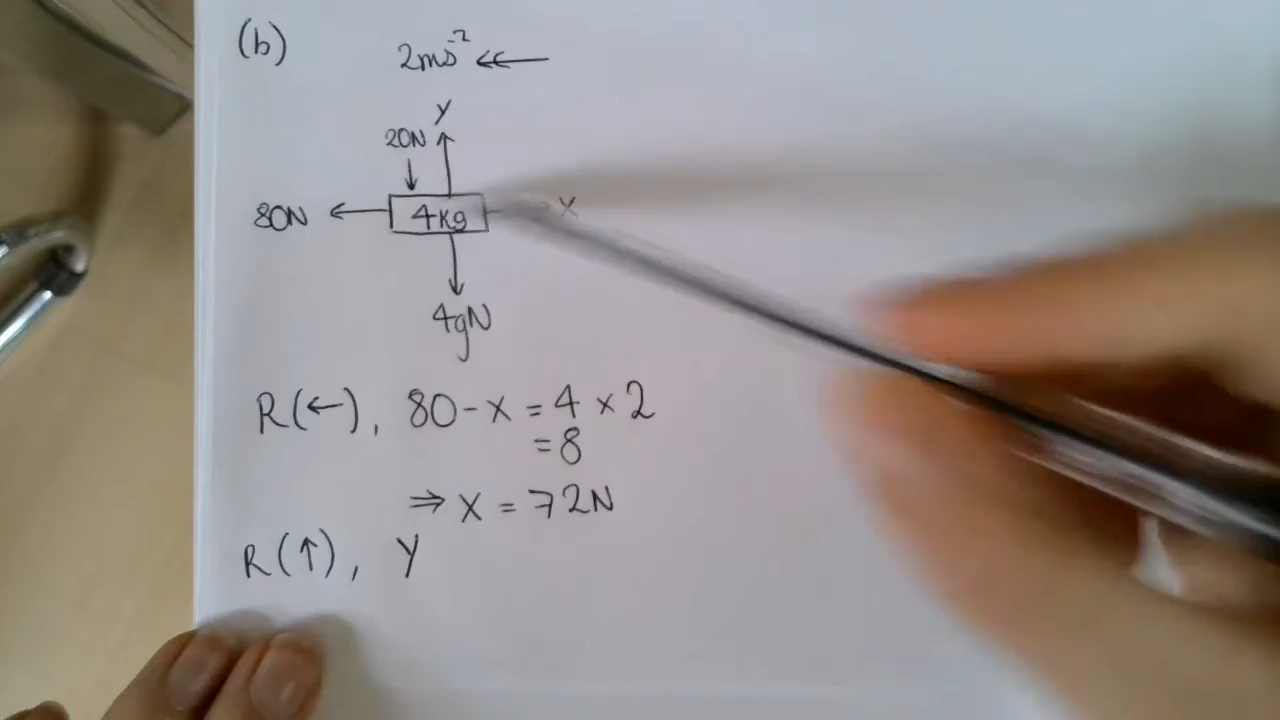 (b)
2ms⁻²
Y
20N
80N
4kg
X
4gN
R(←), 80-X = 4 × 2
= 8
⇒ X = 72N
R(↑), Y